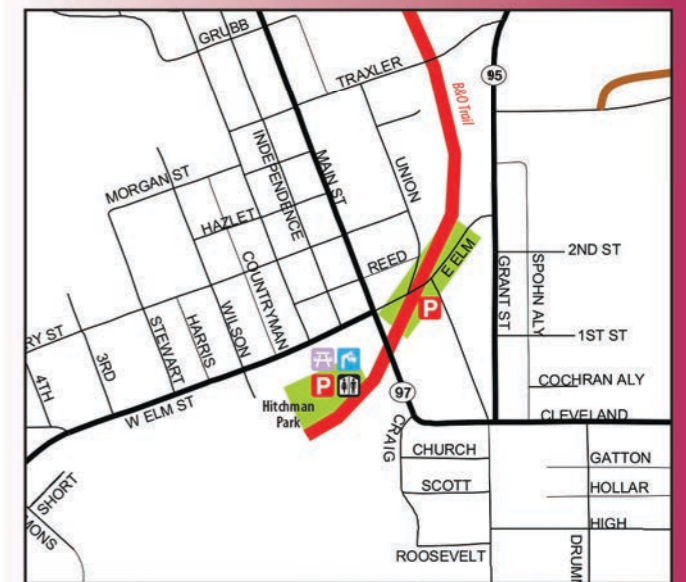 GRUBB
TRAXLER
95
B&O Trail
INDEPENDENCE
MAIN ST
UNION
MORGAN ST
HAZLET
COUNTRYMAN
REED
E ELM
2ND ST
GRANT ST
SPOHN ALY
RY ST
STEWART
HARRIS
WILSON
3RD
4TH
P
1ST ST
P
97
COCHRAN ALY
Hitchman
Park
W ELM ST
CRAIG
CLEVELAND
CHURCH
GATTON
SCOTT
HOLLAR
SHORT
MONS
HIGH
ROOSEVELT
DRUM